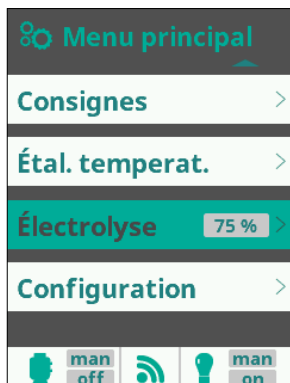 Menu principal
Consignes
Étal. temperat.
Électrolyse 75 %
Configuration
man man
off on